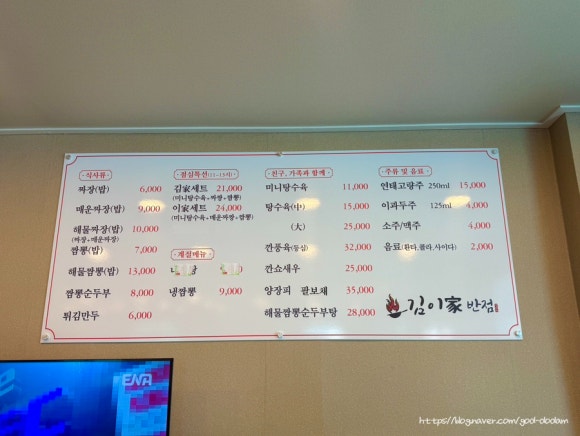 식사류
짜장(밥) 6,000
매운짜장(밥) 9,000
해물짜장(밥) 10,000
(짜장,매운짜장)
짬뽕(밥) 7,000
해물짬뽕(밥) 13,000
짬뽕순두부 8,000
튀김만두 6,000
점심특선(11~15시)
김家세트 21,000
(미니탕수육+짜장+짬뽕)
이家세트 24,000
(미니탕수육+매운짜장+짬뽕)
계절메뉴
냉짬뽕 9,000
친구, 가족과 함께
미니탕수육 11,000
탕수육(中) 15,000
(大) 25,000
깐풍육(등심) 32,000
깐쇼새우 25,000
양장피 팔보채 35,000
해물짬뽕순두부탕 28,000
주류 및 음료
연태고량주 250ml 15,000
이과두주 125ml 4,000
소주/맥주 4,000
음료(환타,콜라,사이다) 2,000
김이家 반점
ENA
https://blog.naver.com/god-dodam